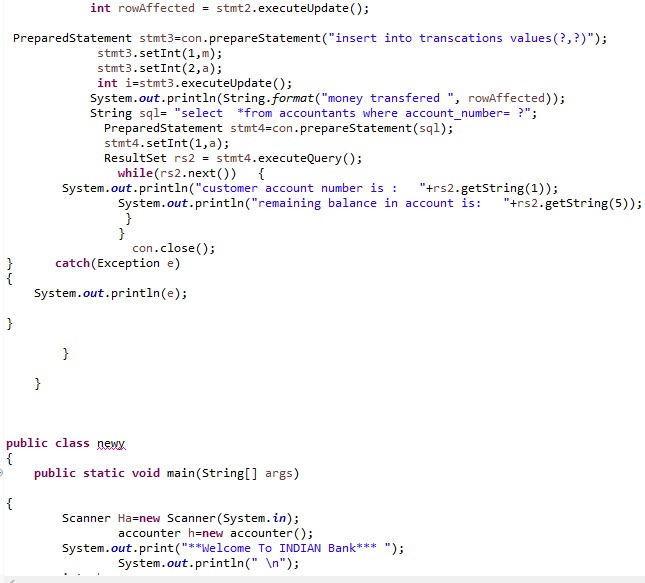 int rowAffected = stmt2.executeUpdate();
PreparedStatement stmt3=con.prepareStatement("insert into transcations values(?,?)");
stmt3.setInt(1,m);
stmt3.setInt(2,a);
int i=stmt3.executeUpdate();
System.out.println(String.format("money transfered ", rowAffected));
String sql= "select  *from accountants where account_number= ?";
PreparedStatement stmt4=con.prepareStatement(sql);
stmt4.setInt(1,a);
ResultSet rs2 = stmt4.executeQuery();
while(rs2.next())   {
System.out.println("customer account number is :   "+rs2.getString(1));
System.out.println("remaining balance in account is:   "+rs2.getString(5));
}
}
con.close();
}      catch(Exception e)
{
System.out.println(e);
}
}
}
public class newy
{
public static void main(String[] args)
{
Scanner Ha=new Scanner(System.in);
accounter h=new accounter();
System.out.print("**Welcome To INDIAN Bank*** ");
System.out.println(" \n");